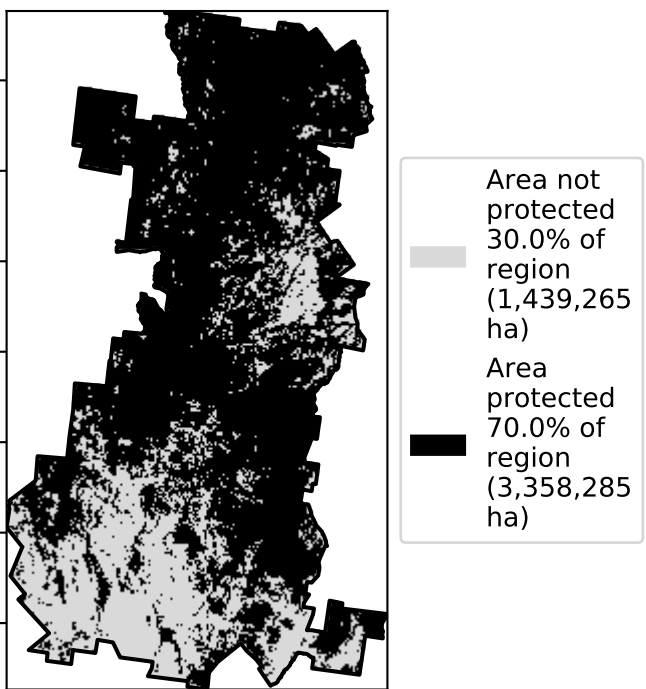 Area not
protected
30.0% of
region
(1,439,265
ha)
Area
protected
70.0% of
region
(3,358,285
ha)